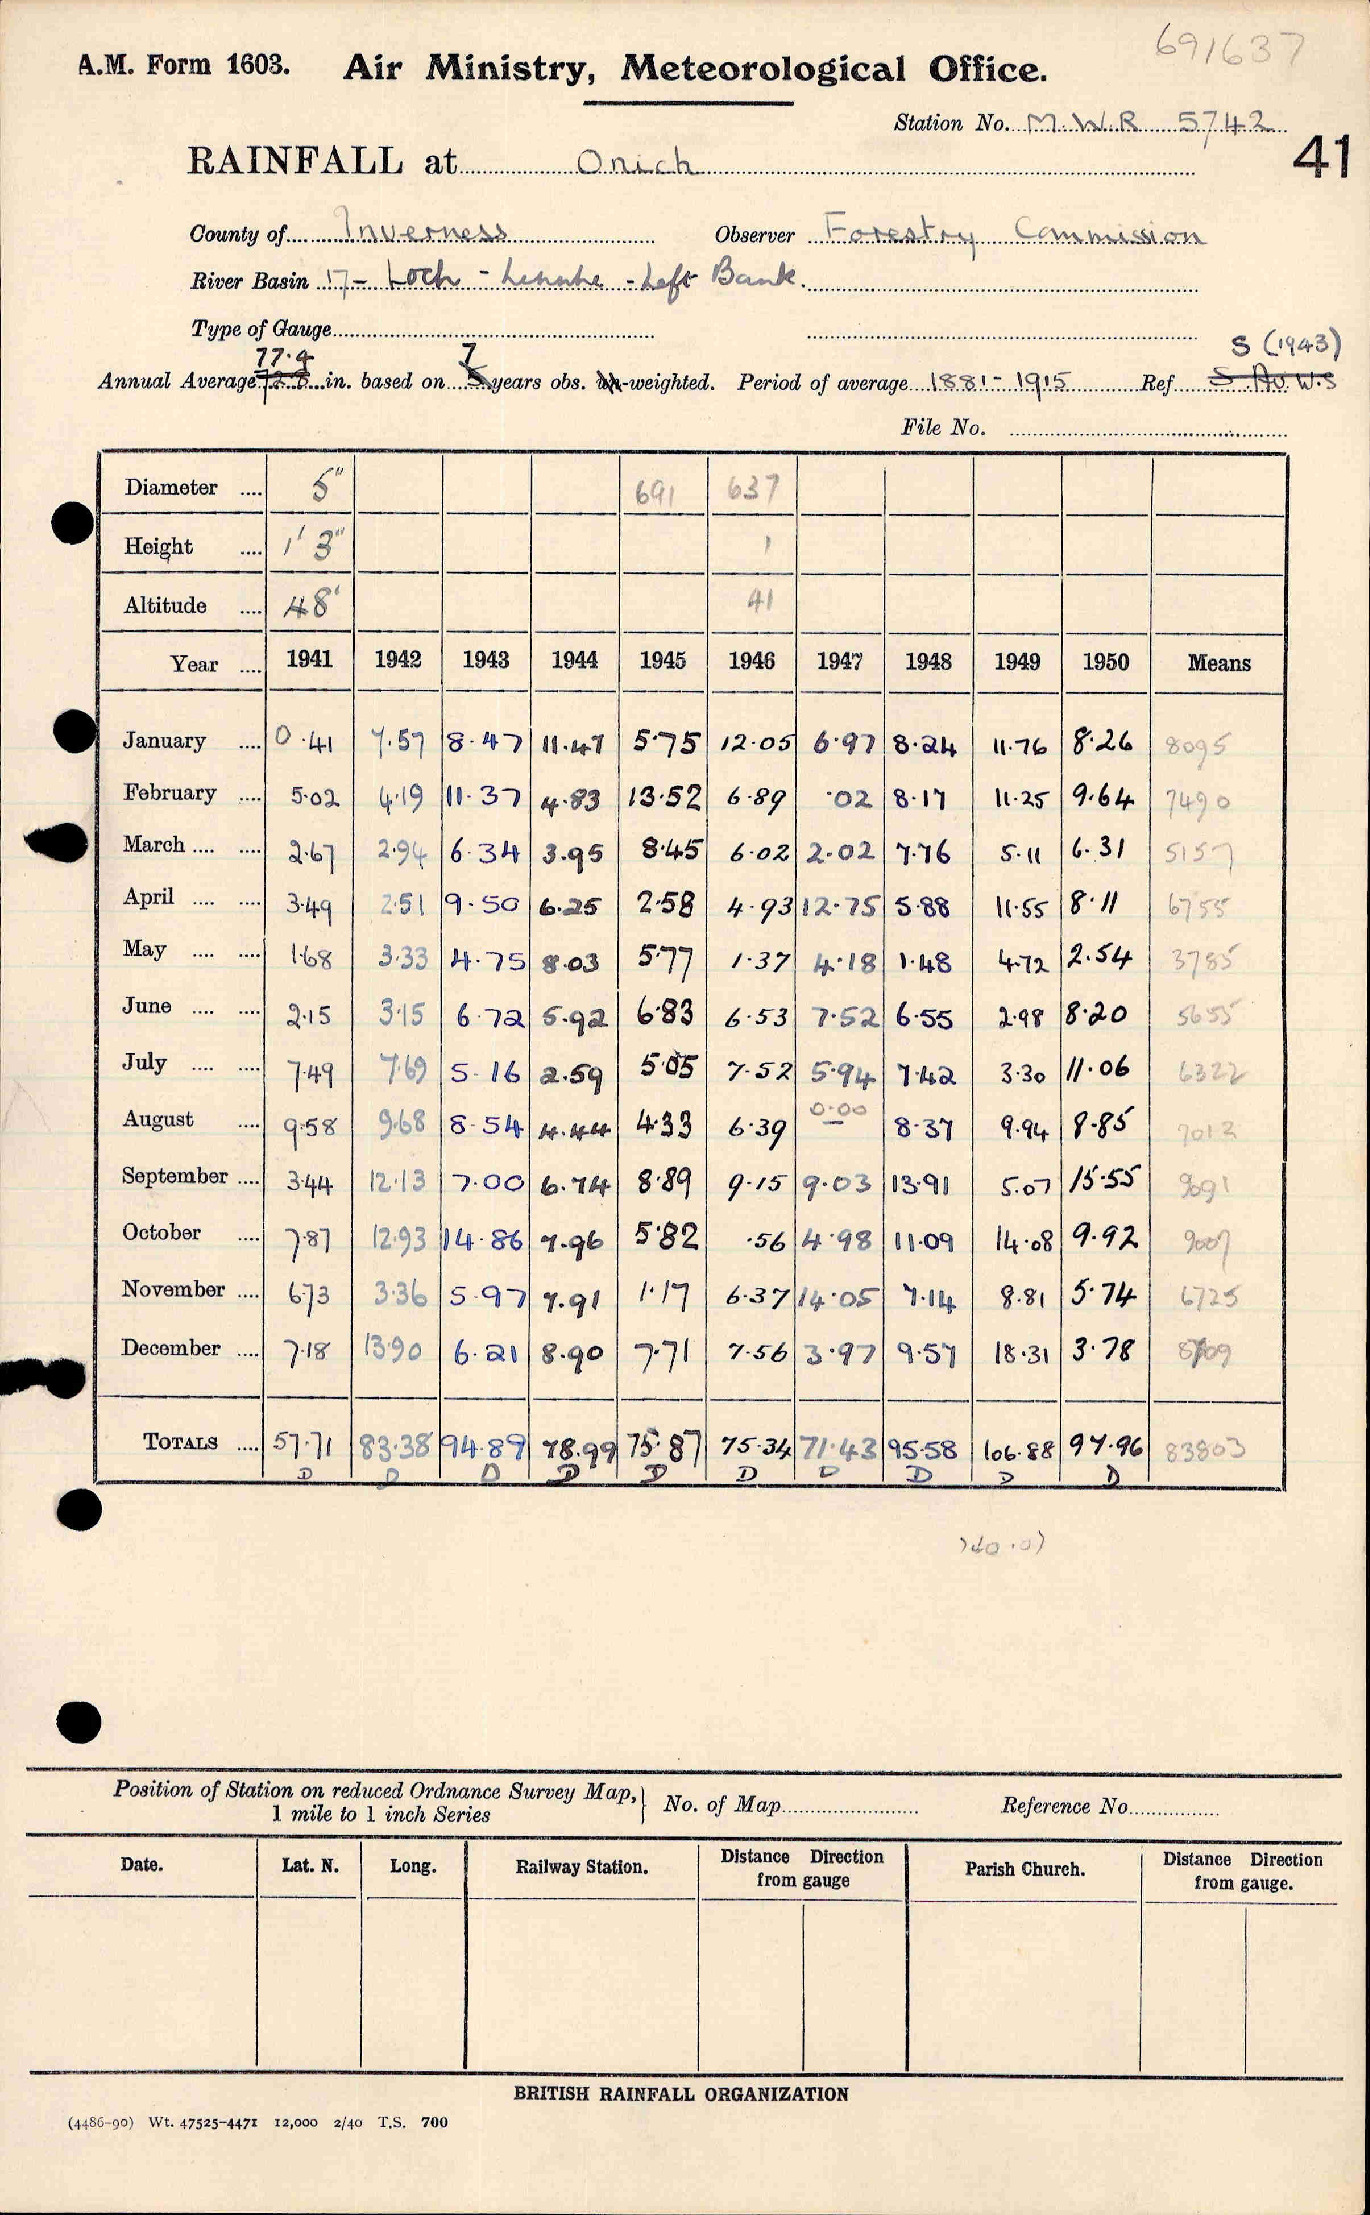 691637
A.M. Form 1603. Air Ministry, Meteorological Office.
Station No. M.W.R 5742
41
RAINFALL at Onich
County of Inverness Observer Forestry Commission
River Basin 17 - Loch - Linnhe - Left Bank.
Type of Gauge
S (1943)
77.4 7
Annual Average in. based on 5 years obs. -weighted. Period of average 1881-1915 Ref S. Av. W.S
File No.
Diameter 5" 691 637
Height 1' 3" 1
Altitude 48' 41
Year 1941 1942 1943 1944 1945 1946 1947 1948 1949 1950 Means
January 0.41 7.57 8.47 11.47 5.75 12.05 6.97 8.24 11.76 8.26 8095
February 5.02 4.19 11.37 4.83 13.52 6.89 .02 8.17 11.25 9.64 7490
March 2.67 2.94 6.34 3.95 8.45 6.02 2.02 7.76 5.11 6.31 5157
April 3.49 2.51 9.50 6.25 2.58 4.93 12.75 5.88 11.55 8.11 6755
May 1.68 3.33 4.75 8.03 5.77 1.37 4.18 1.48 4.72 2.54 3785
June 2.15 3.15 6.72 5.92 6.83 6.53 7.52 6.55 2.98 8.20 5655
July 7.49 7.69 5.16 2.59 5.05 7.52 5.94 7.42 3.30 11.06 6322
August 9.58 9.68 8.54 4.44 4.33 6.39 0.00 8.37 9.94 8.85 7012
September 3.44 12.13 7.00 6.74 8.89 9.15 9.03 13.91 5.07 15.55 9091
October 7.87 12.93 14.86 7.96 5.82 .56 4.98 11.09 14.08 9.92 9007
November 6.73 3.36 5.97 7.91 1.17 6.37 14.05 7.14 8.81 5.74 6725
December 7.18 13.90 6.21 8.90 7.71 7.56 3.97 9.57 18.31 3.78 8709
TOTALS 57.71 83.38 94.89 78.99 75.87 75.34 71.43 95.58 106.88 97.96 83803
D D D D D D D D D D
Position of Station on reduced Ordnance Survey Map, No. of Map Reference No.
1 mile to 1 inch Series
Date. Lat. N. Long. Railway Station. Distance Direction from gauge Parish Church. Distance Direction from gauge.
BRITISH RAINFALL ORGANIZATION
(4486-90) Wt. 47525-4471 12,000 2/40 T.S. 700